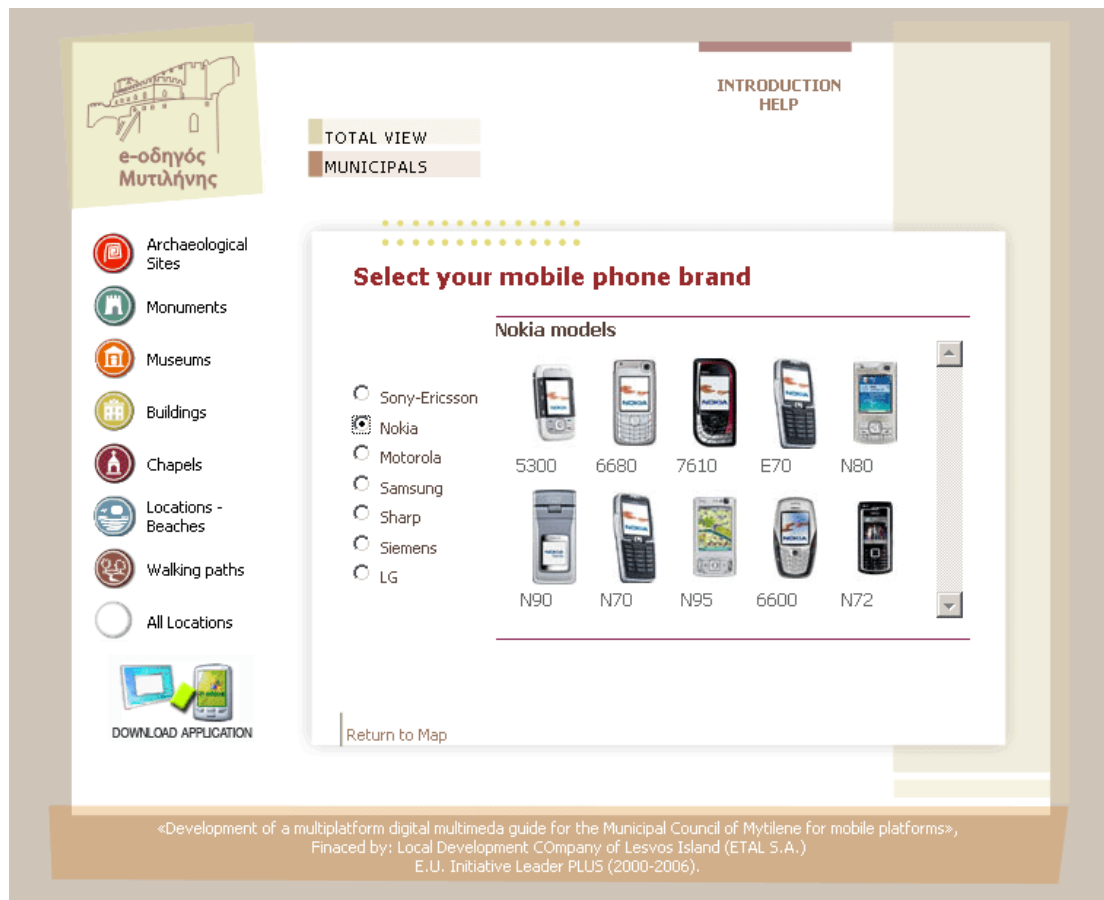 INTRODUCTION
HELP
TOTAL VIEW
MUNICIPALS
e-οδηγός
Μυτιλήνης
Archaeological
Sites
Monuments
Museums
Buildings
Chapels
Locations -
Beaches
Walking paths
All Locations
DOWNLOAD APPLICATION
Select your mobile phone brand
Sony-Ericsson
Nokia
Motorola
Samsung
Sharp
Siemens
LG
Nokia models
5300 6680 7610 E70 N80
N90 N70 N95 6600 N72
Return to Map
«Development of a multiplatform digital multimeda guide for the Municipal Council of Mytilene for mobile platforms»,
Finaced by: Local Development COmpany of Lesvos Island (ETAL S.A.)
E.U. Initiative Leader PLUS (2000-2006).